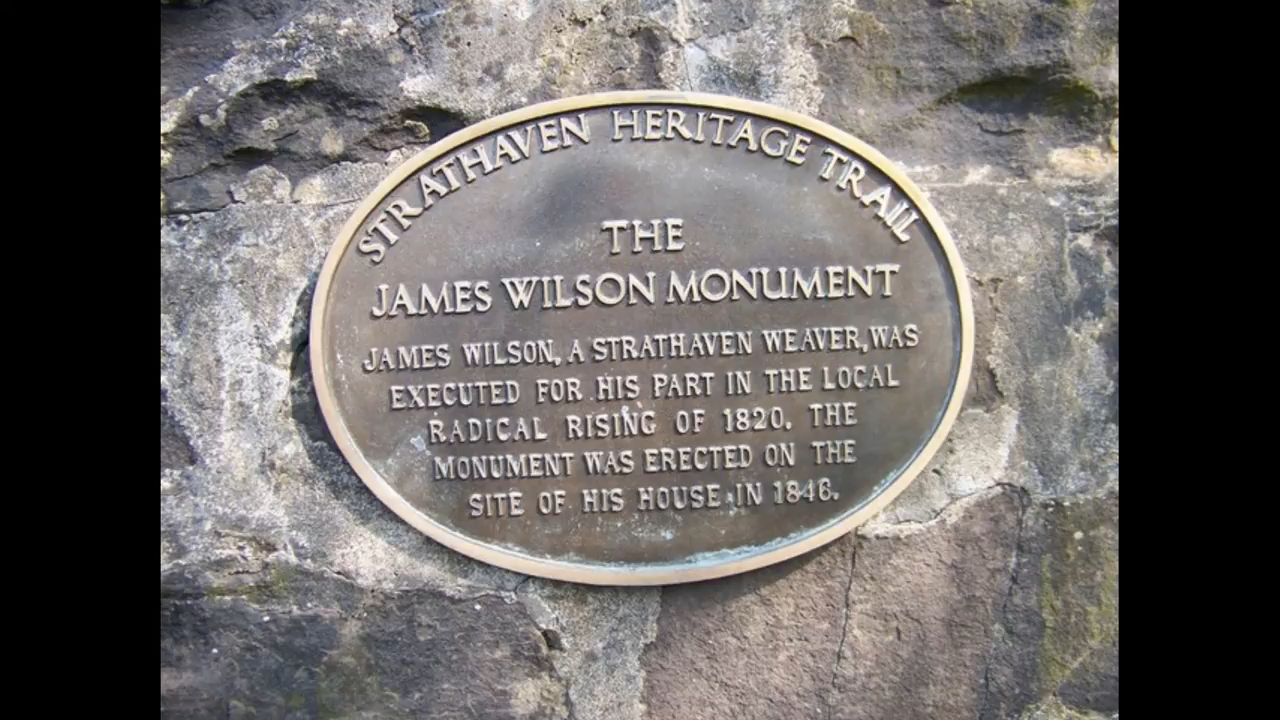 STRATHAVEN HERITAGE TRAIL
THE
JAMES WILSON MONUMENT
JAMES WILSON, A STRATHAVEN WEAVER, WAS
EXECUTED FOR HIS PART IN THE LOCAL
RADICAL RISING OF 1820. THE
MONUMENT WAS ERECTED ON THE
SITE OF HIS HOUSE IN 1846.